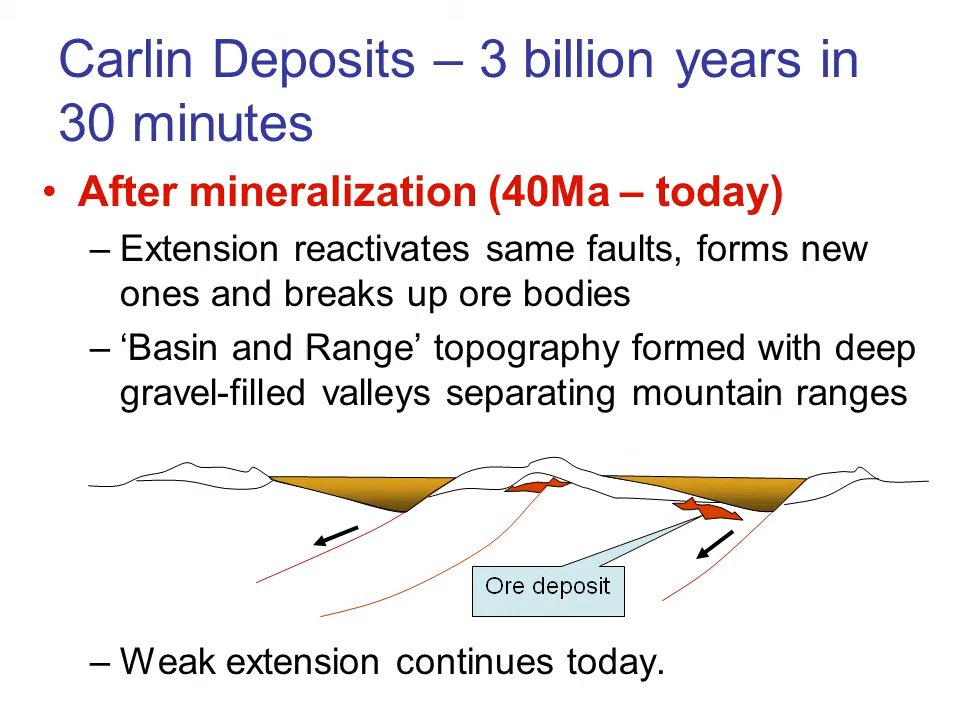 Carlin Deposits – 3 billion years in
30 minutes
• After mineralization (40Ma – today)
– Extension reactivates same faults, forms new
ones and breaks up ore bodies
– ‘Basin and Range’ topography formed with deep
gravel-filled valleys separating mountain ranges
Ore deposit
– Weak extension continues today.